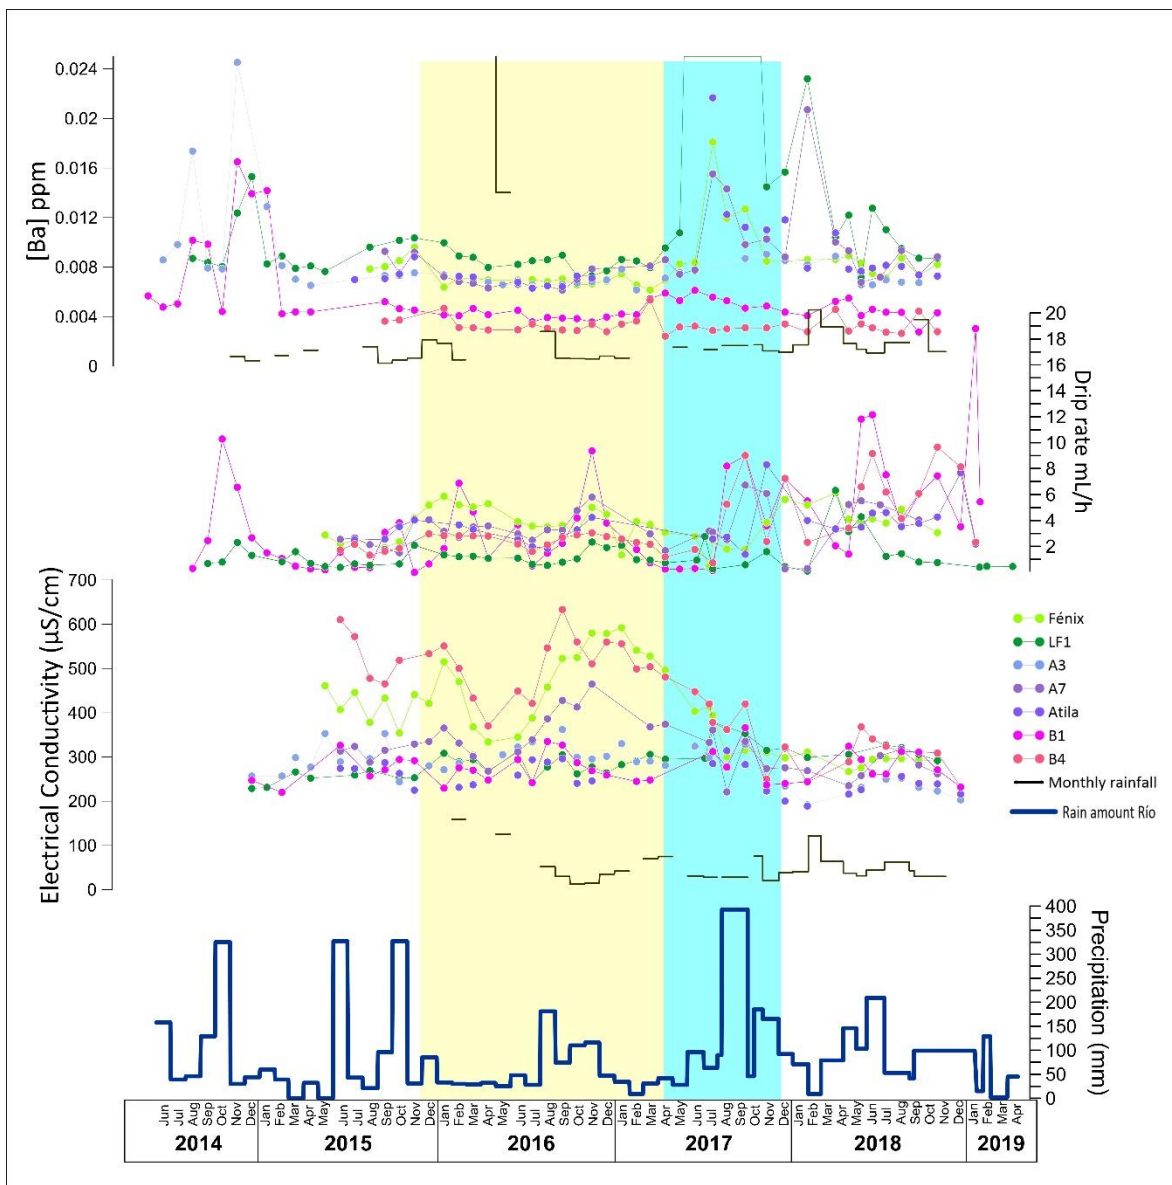 0.024
0.02
0.016
0.012
0.008
0.004
0
[Ba] ppm
20
18
16
14
12
10
8
6
4
2
Drip rate mL/h
700
600
500
400
300
200
100
0
Electrical Conductivity (µS/cm)
Fénix
LF1
A3
A7
Atila
B1
B4
Monthly rainfall
Rain amount Río
400
350
300
250
200
150
100
50
0
Precipitation (mm)
Jun Jul Aug Sep Oct Nov Dec Jan Feb Mar Apr May Jun Jul Aug Sep Oct Nov Dec Jan Feb Mar Apr May Jun Jul Aug Sep Oct Nov Dec Jan Feb Mar Apr May Jun Jul Aug Sep Oct Nov Dec Jan Feb Mar Apr May Jun Jul Aug Sep Oct Nov Dec Jan Feb Mar Apr
2014 2015 2016 2017 2018 2019